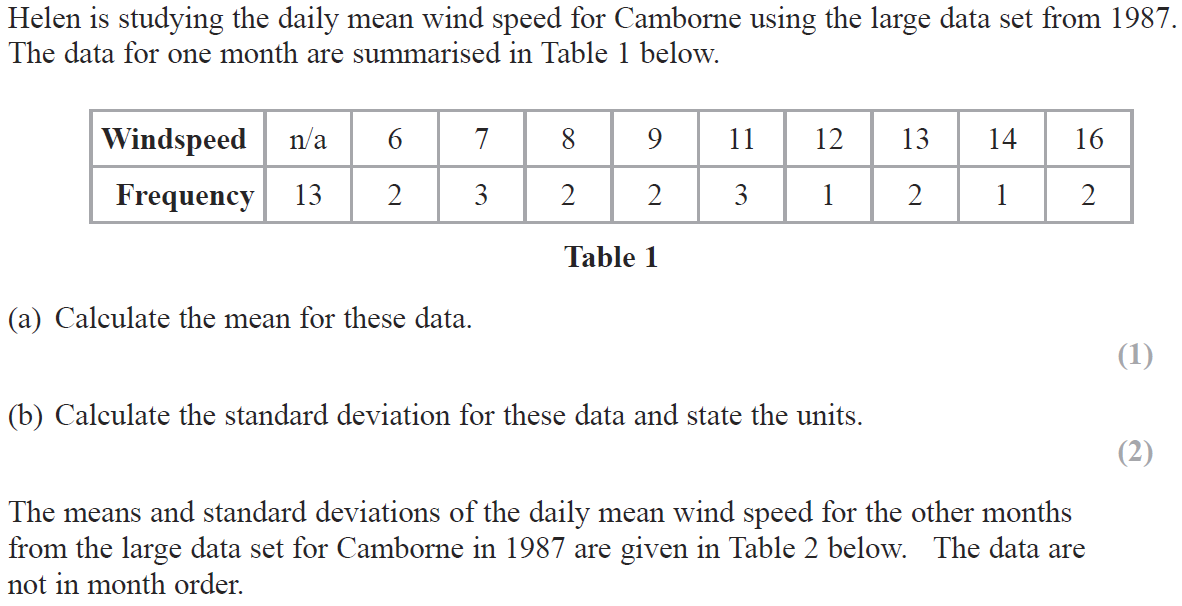 Helen is studying the daily mean wind speed for Camborne using the large data set from 1987.
The data for one month are summarised in Table 1 below.
Windspeed n/a 6 7 8 9 11 12 13 14 16
Frequency 13 2 3 2 2 3 1 2 1 2
Table 1
(a) Calculate the mean for these data.
(1)
(b) Calculate the standard deviation for these data and state the units.
(2)
The means and standard deviations of the daily mean wind speed for the other months
from the large data set for Camborne in 1987 are given in Table 2 below. The data are
not in month order.